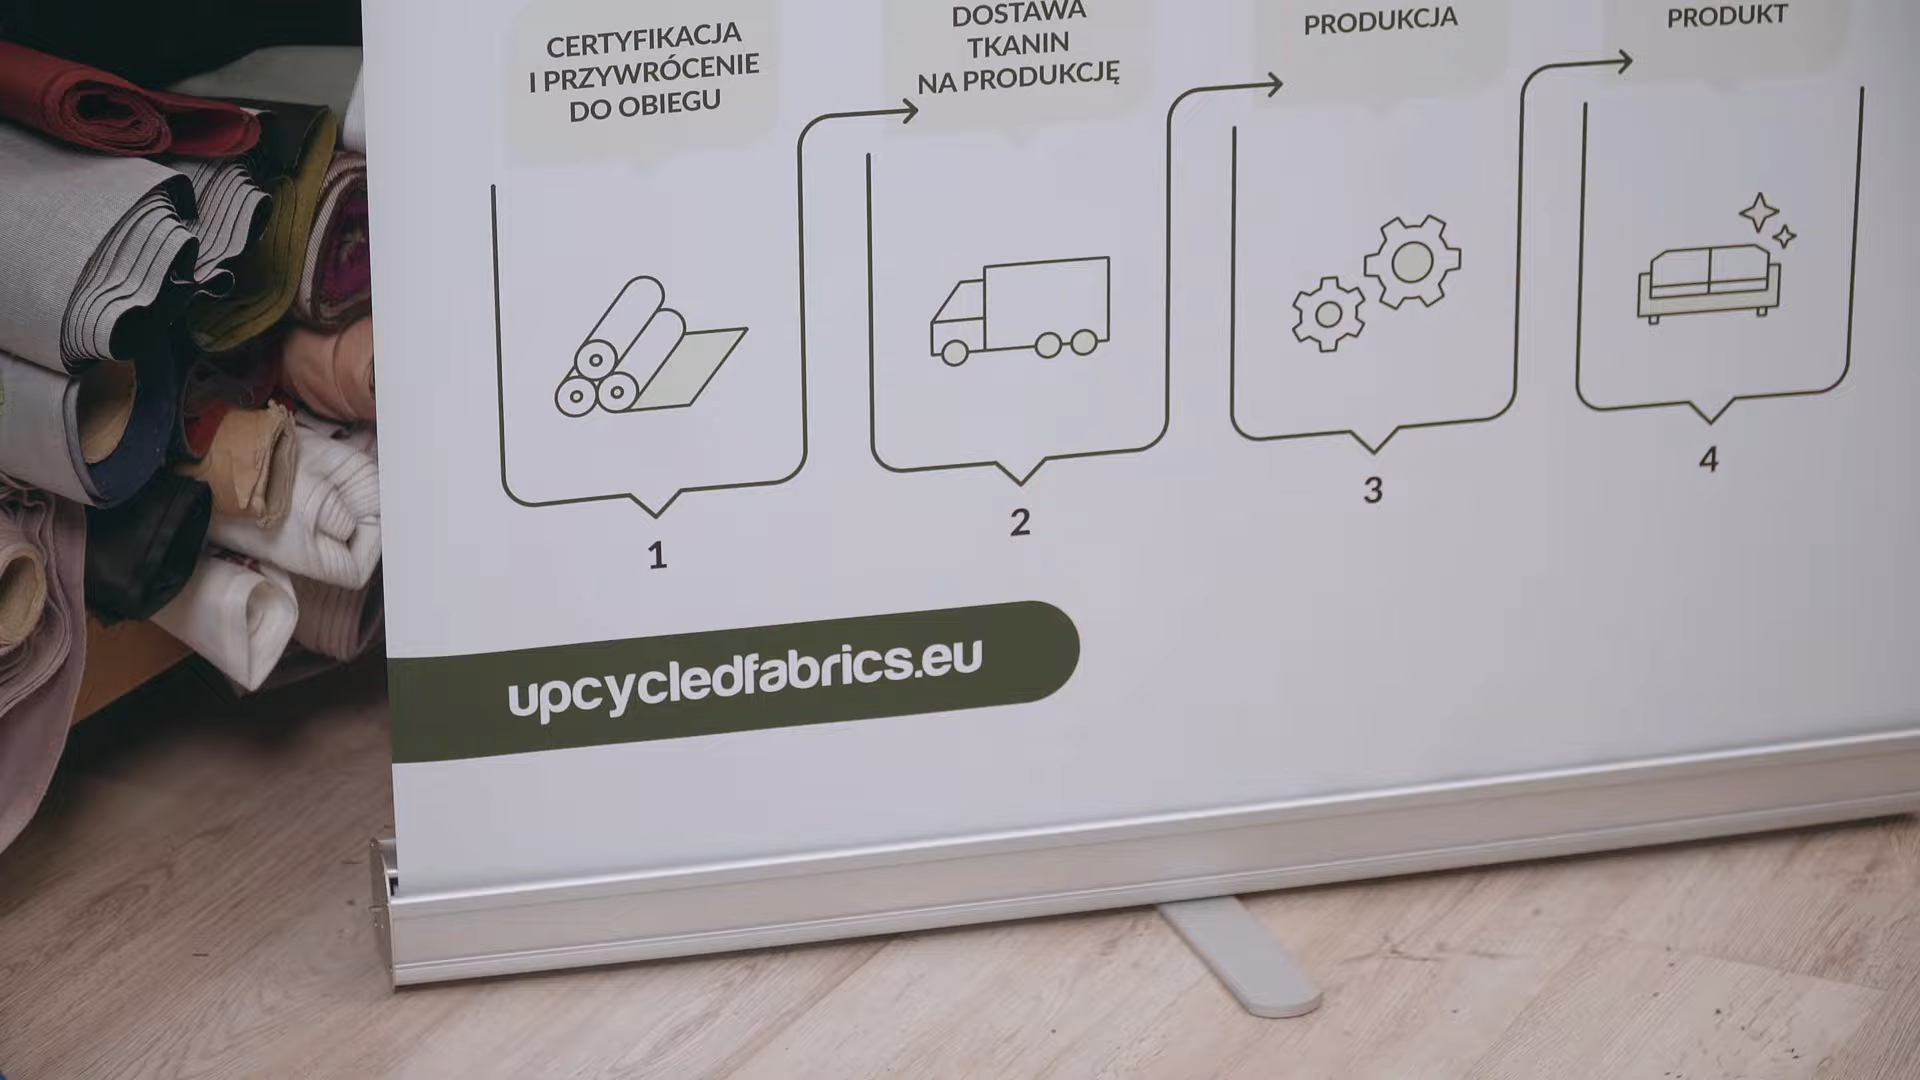 CERTYFIKACJA
I PRZYWRÓCENIE
DO OBIEGU
DOSTAWA
TKANIN
NA PRODUKCJĘ
PRODUKCJA
PRODUKT
1
2
3
4
upcycledfabrics.eu